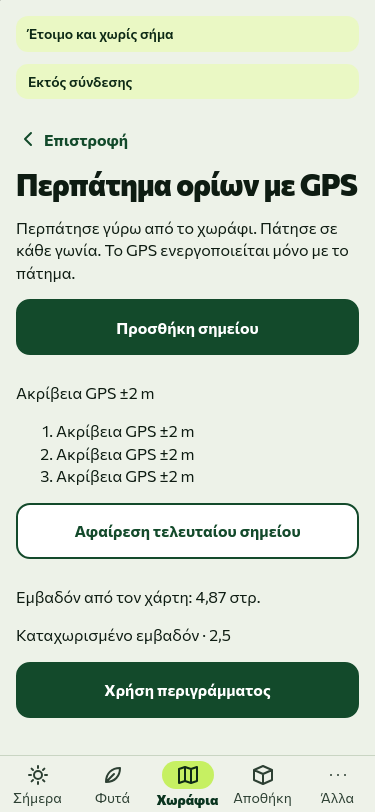 Έτοιμο και χωρίς σήμα
Εκτός σύνδεσης
Επιστροφή
Περπάτημα ορίων με GPS
Περπάτησε γύρω από το χωράφι. Πάτησε σε
κάθε γωνία. Το GPS ενεργοποιείται μόνο με το
πάτημα.
Προσθήκη σημείου
Ακρίβεια GPS ±2 m
1. Ακρίβεια GPS ±2 m
2. Ακρίβεια GPS ±2 m
3. Ακρίβεια GPS ±2 m
Αφαίρεση τελευταίου σημείου
Εμβαδόν από τον χάρτη: 4,87 στρ.
Καταχωρισμένο εμβαδόν · 2,5
Χρήση περιγράμματος
Σήμερα
Φυτά
Χωράφια
Αποθήκη
Άλλα